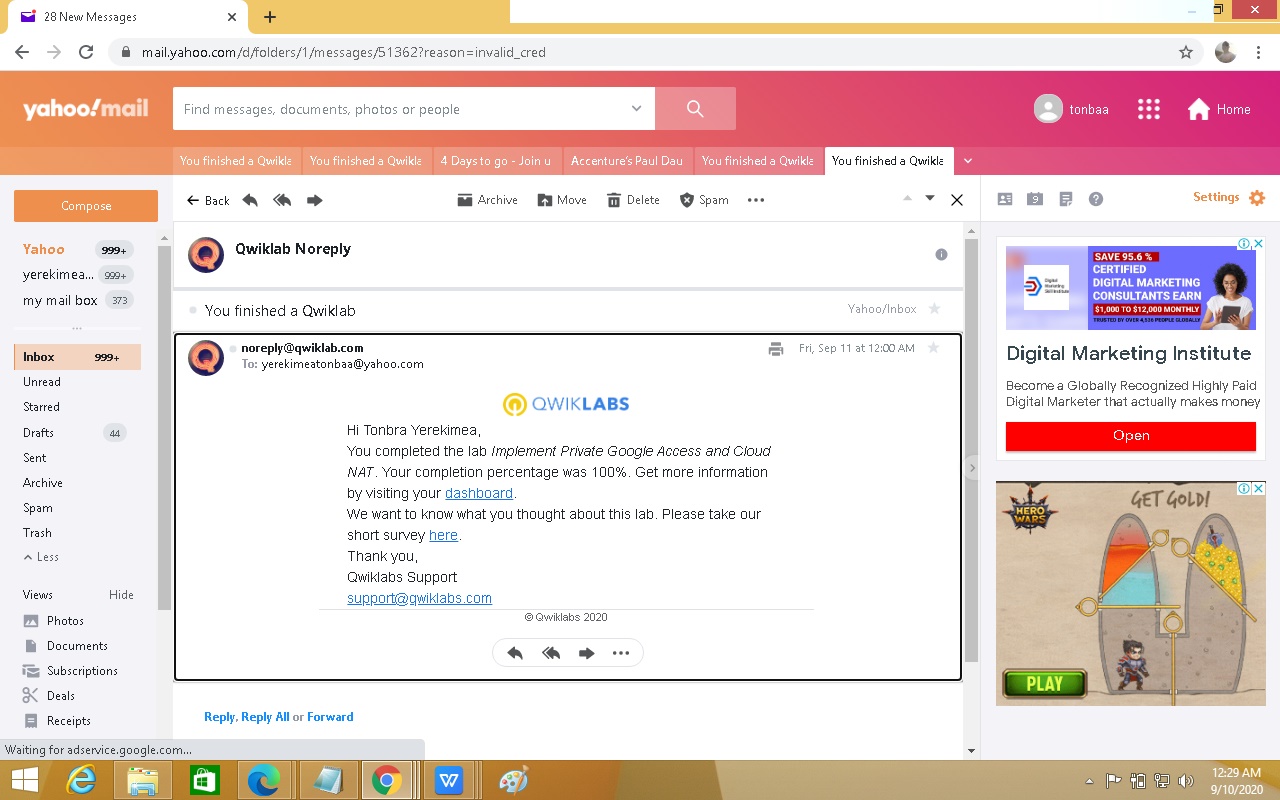 28 New Messages
mail.yahoo.com/d/folders/1/messages/51362?reason=invalid_cred
yahoo!mail
Find messages, documents, photos or people
tonbaa
Home
You finished a Qwikla
You finished a Qwikla
4 Days to go - Join u
Accenture's Paul Dau
You finished a Qwikla
You finished a Qwikla
Compose
Back
Archive
Move
Delete
Spam
9
Settings
Yahoo 999+
yerekimea... 999+
my mail box 373
Inbox 999+
Unread
Starred
Drafts 44
Sent
Archive
Spam
Trash
Less
Views Hide
Photos
Documents
Subscriptions
Deals
Receipts
Qwiklab Noreply
You finished a Qwiklab
Yahoo/Inbox
noreply@qwiklab.com
Fri, Sep 11 at 12:00 AM
To: yerekimeatonbaa@yahoo.com
QWIKLABS
Hi Tonbra Yerekimea,
You completed the lab Implement Private Google Access and Cloud
NAT. Your completion percentage was 100%. Get more information
by visiting your dashboard.
We want to know what you thought about this lab. Please take our
short survey here.
Thank you,
Qwiklabs Support
support@qwiklabs.com
© Qwiklabs 2020
Reply, Reply All or Forward
SAVE 95.6 %
CERTIFIED
DIGITAL MARKETING
CONSULTANTS EARN
$1,000 TO $12,000 MONTHLY
TRUSTED BY OVER 4,536 PEOPLE GLOBALLY
Digital
Marketing
Skill Institute
Digital Marketing Institute
Become a Globally Recognized Highly Paid
Digital Marketer that actually makes money
Open
HERO
WARS
GET GOLD!
PLAY
Waiting for adservice.google.com...
12:29 AM
9/10/2020